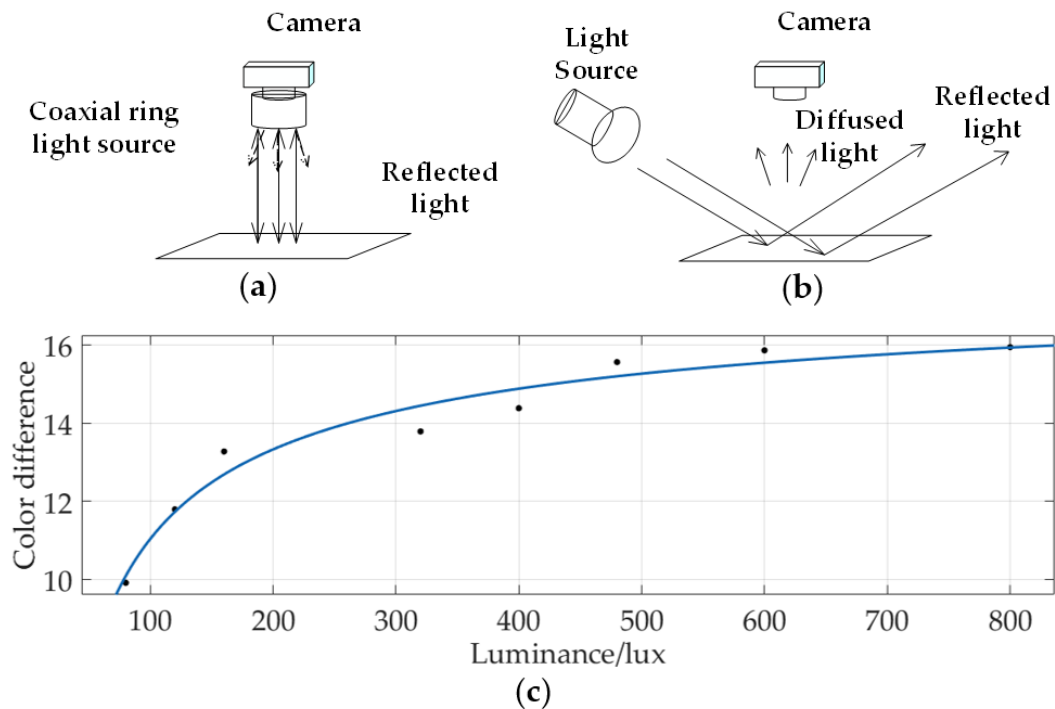 Camera
Coaxial ring
light source
Reflected
light
(a)
Light
Source
Camera
Diffused
light
Reflected
light
(b)
Color difference
16
14
12
10
100 200 300 400 500 600 700 800
Luminance/lux
(c)